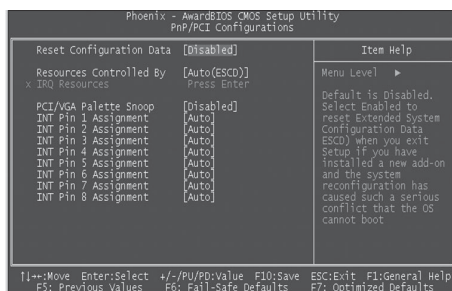 Phoenix - AwardBIOS CMOS Setup Utility
PnP/PCI Configurations
Reset Configuration Data [Disabled]
Resources Controlled By [Auto(ESCD)]
x IRQ Resources Press Enter
PCI/VGA Palette Snoop [Disabled]
INT Pin 1 Assignment [Auto]
INT Pin 2 Assignment [Auto]
INT Pin 3 Assignment [Auto]
INT Pin 4 Assignment [Auto]
INT Pin 5 Assignment [Auto]
INT Pin 6 Assignment [Auto]
INT Pin 7 Assignment [Auto]
INT Pin 8 Assignment [Auto]
Item Help
Menu Level ►
Default is Disabled.
Select Enabled to
reset Extended System
Configuration Data
ESCD) when you exit
Setup if you have
installed a new add-on
and the system
reconfiguration has
caused such a serious
conflict that the OS
cannot boot
↑↓→←:Move Enter:Select +/-/PU/PD:Value F10:Save ESC:Exit F1:General Help
F5: Previous Values F6: Fail-Safe Defaults F7: Optimized Defaults